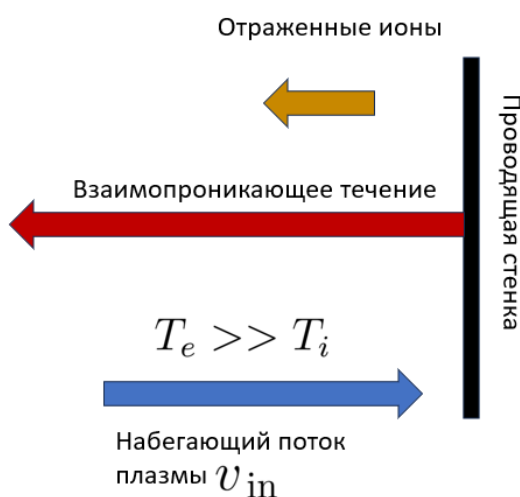 Отраженные ионы
Проводящая стенка
Взаимопроникающее течение
T_e >> T_i
Набегающий поток
плазмы v_in